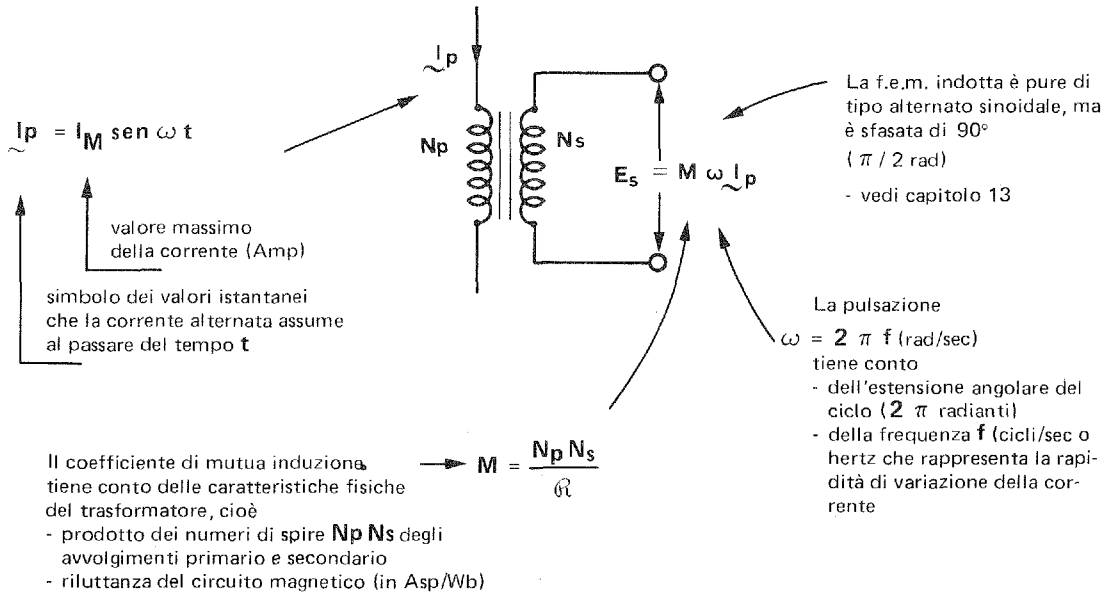 Ip
Ip = IM sen ω t
Np
Ns
Es = M ω Ip
La f.e.m. indotta è pure di
tipo alternato sinoidale, ma
è sfasata di 90°
( π / 2 rad)
- vedi capitolo 13
valore massimo
della corrente (Amp)
simbolo dei valori istantanei
che la corrente alternata assume
al passare del tempo t
La pulsazione
ω = 2 π f (rad/sec)
tiene conto
- dell'estensione angolare del
ciclo (2 π radianti)
- della frequenza f (cicli/sec o
hertz che rappresenta la rapi-
dità di variazione della cor-
rente
Il coefficiente di mutua induzione
tiene conto delle caratteristiche fisiche
del trasformatore, cioè
- prodotto dei numeri di spire Np Ns degli
avvolgimenti primario e secondario
- riluttanza del circuito magnetico (in Asp/Wb)
M = Np Ns / ℛ